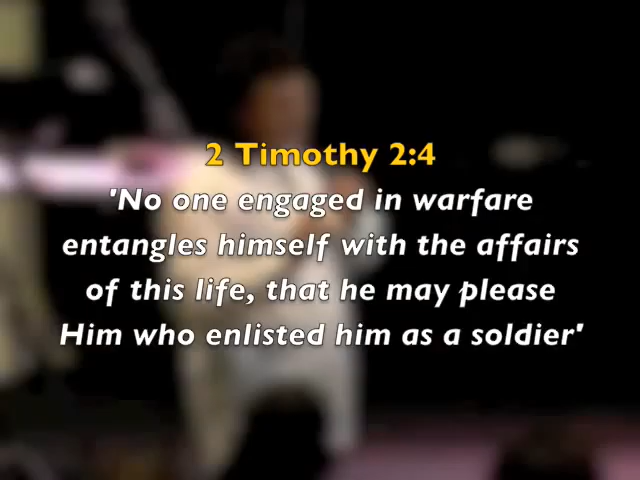 2 Timothy 2:4
'No one engaged in warfare
entangles himself with the affairs
of this life, that he may please
Him who enlisted him as a soldier'